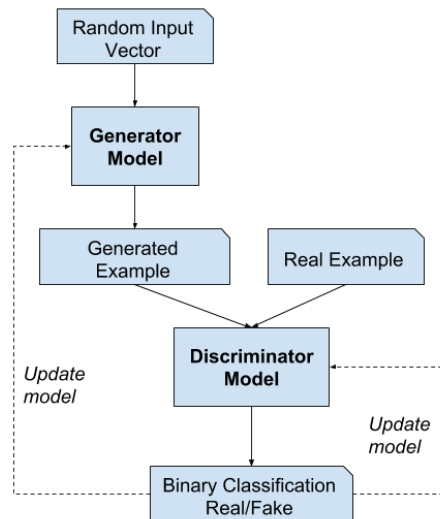 Random Input
Vector
Generator
Model
Generated
Example
Real Example
Discriminator
Model
Update
model
Update
model
Binary Classification
Real/Fake